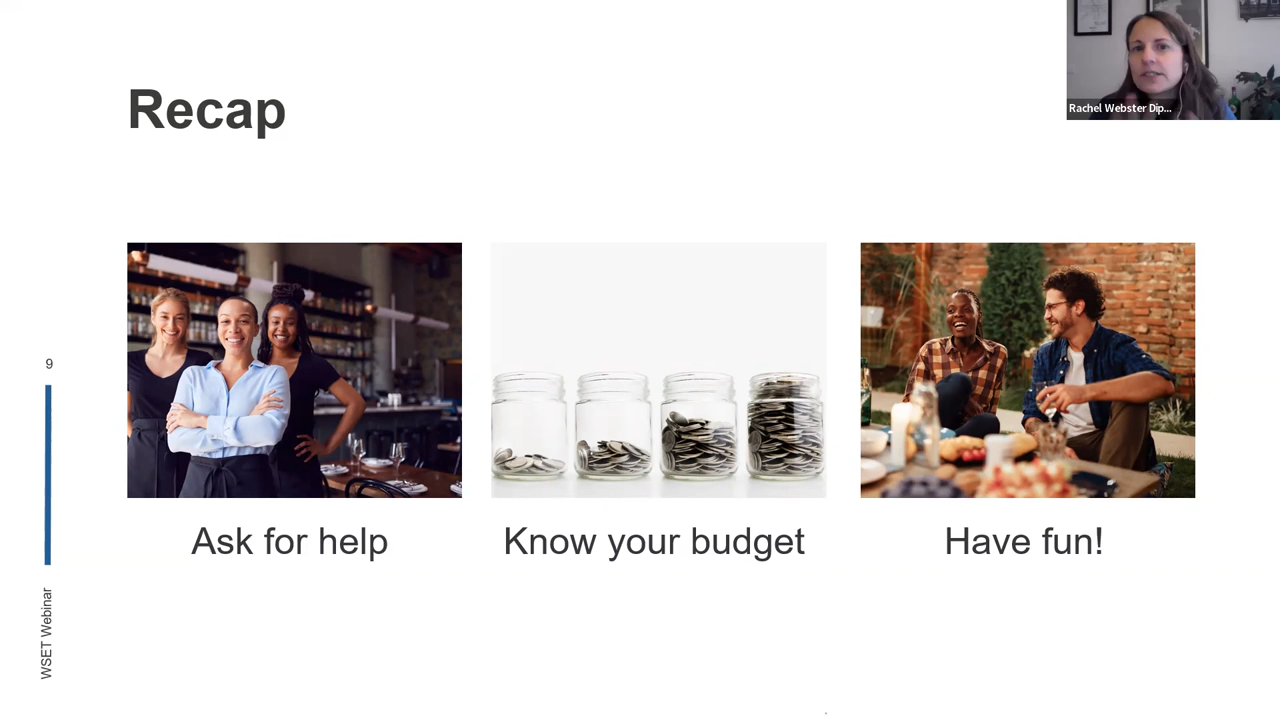 Recap
Rachel Webster Dip...
Ask for help
Know your budget
Have fun!
9
WSET Webinar